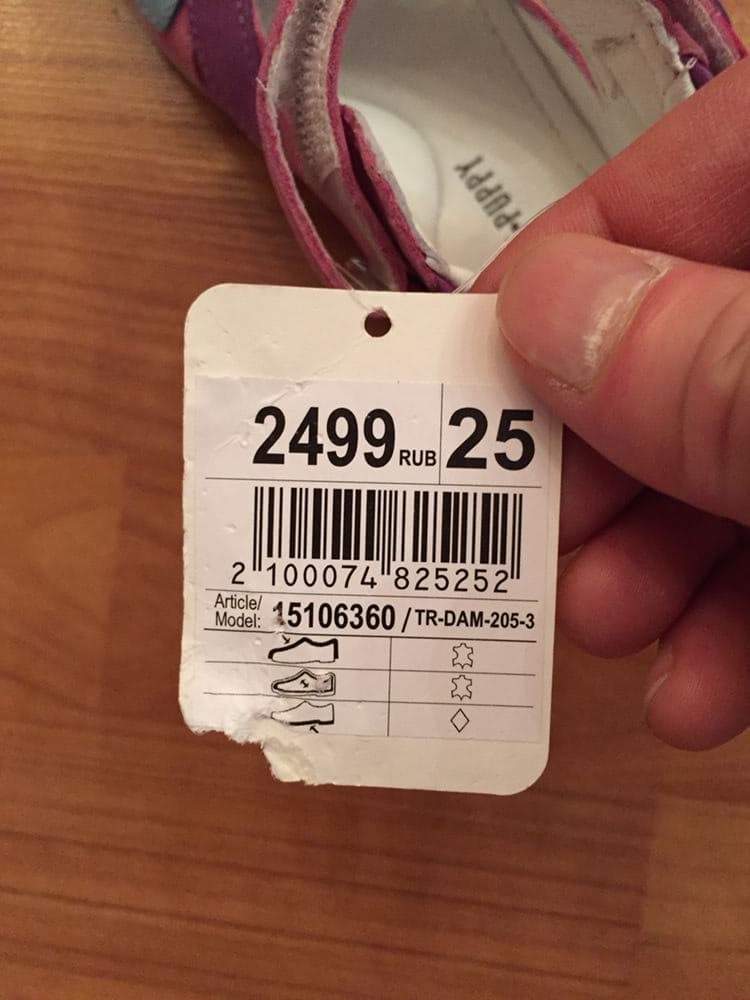 ·PUPPY
2499 RUB 25
2 100074 825252
Article/
Model: 15106360 / TR-DAM-205-3